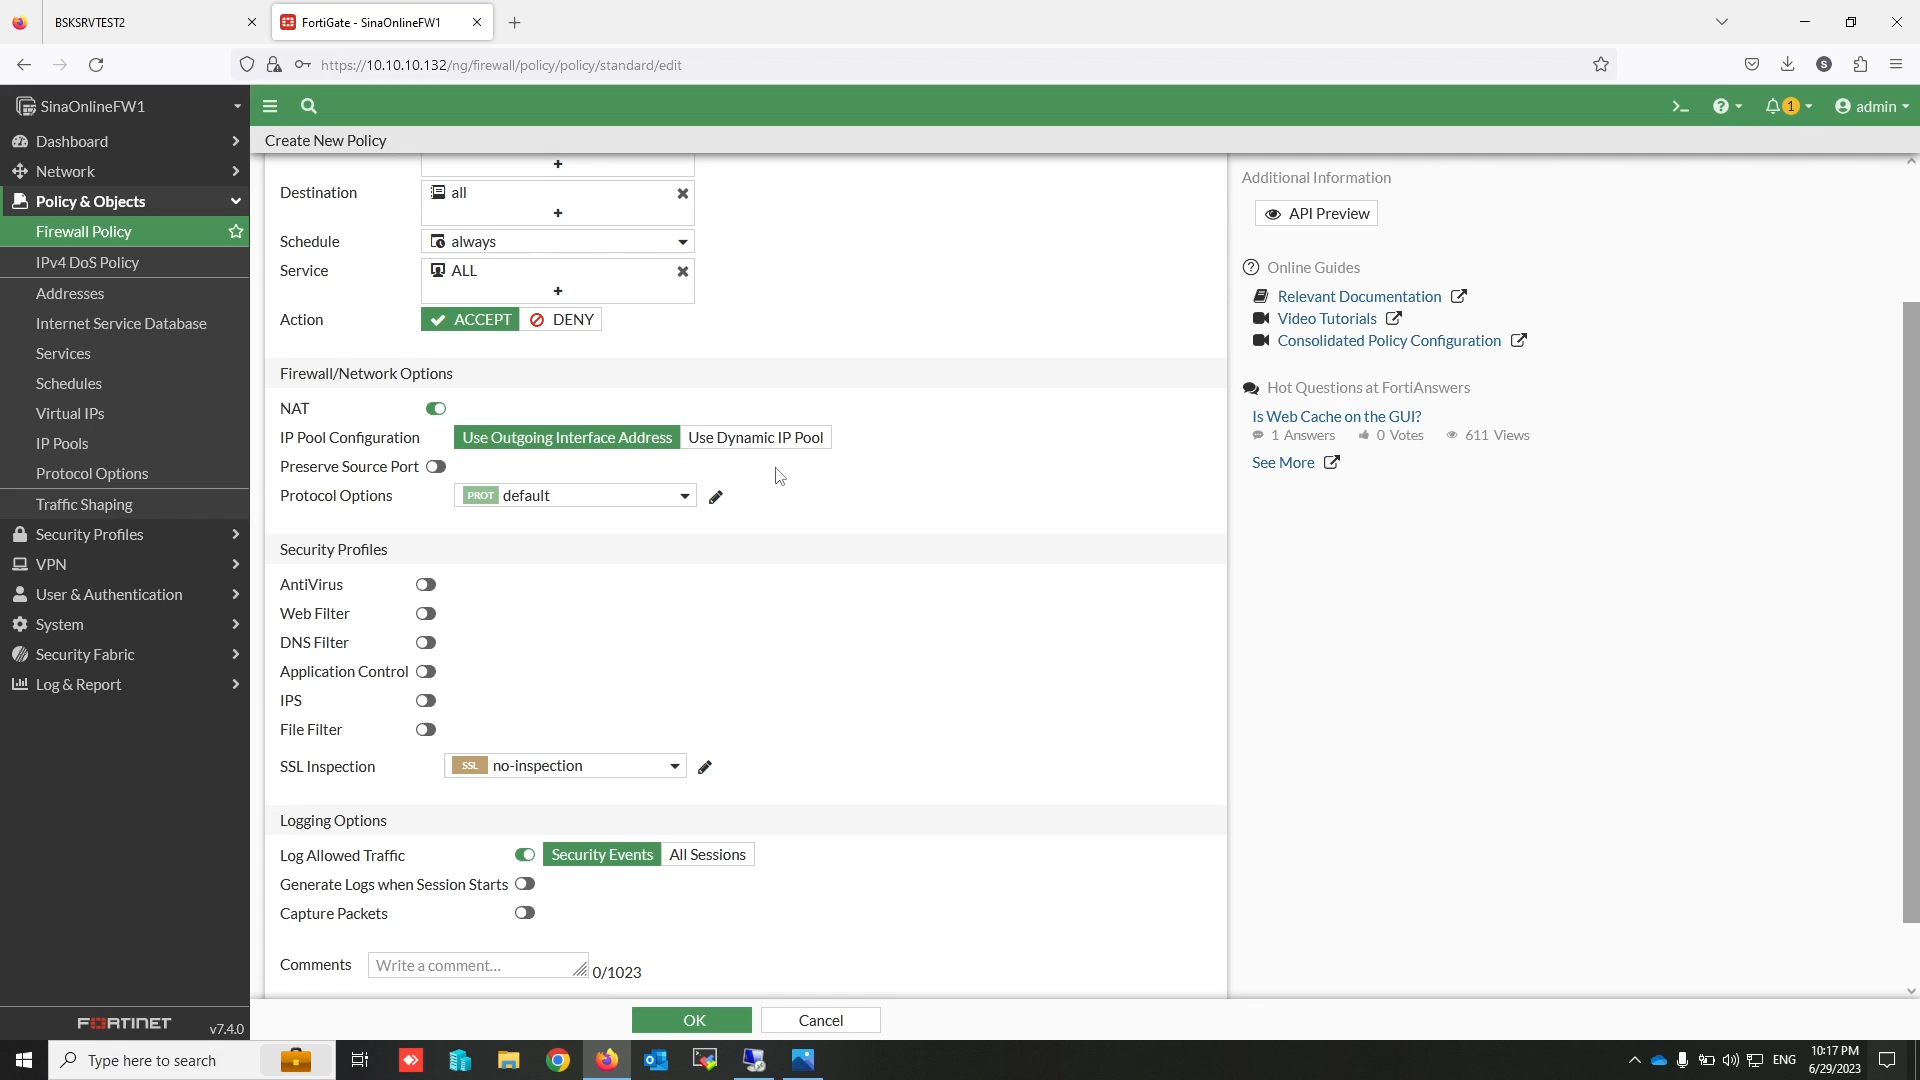 BSKSRVTEST2
FortiGate - SinaOnlineFW1
https://10.10.10.132/ng/firewall/policy/policy/standard/edit
S
SinaOnlineFW1
1
admin
Create New Policy
Dashboard
Network
Policy & Objects
Firewall Policy
IPv4 DoS Policy
Addresses
Internet Service Database
Services
Schedules
Virtual IPs
IP Pools
Protocol Options
Traffic Shaping
Security Profiles
VPN
User & Authentication
System
Security Fabric
Log & Report
FORTINET
v7.4.0
Destination
all
Schedule
always
Service
ALL
Action
ACCEPT
DENY
Firewall/Network Options
NAT
IP Pool Configuration
Use Outgoing Interface Address
Use Dynamic IP Pool
Preserve Source Port
Protocol Options
PROT default
Security Profiles
AntiVirus
Web Filter
DNS Filter
Application Control
IPS
File Filter
SSL Inspection
SSL no-inspection
Logging Options
Log Allowed Traffic
Security Events
All Sessions
Generate Logs when Session Starts
Capture Packets
Comments
Write a comment...
0/1023
OK
Cancel
Additional Information
API Preview
Online Guides
Relevant Documentation
Video Tutorials
Consolidated Policy Configuration
Hot Questions at FortiAnswers
Is Web Cache on the GUI?
1 Answers
0 Votes
611 Views
See More
Type here to search
ENG
10:17 PM
6/29/2023